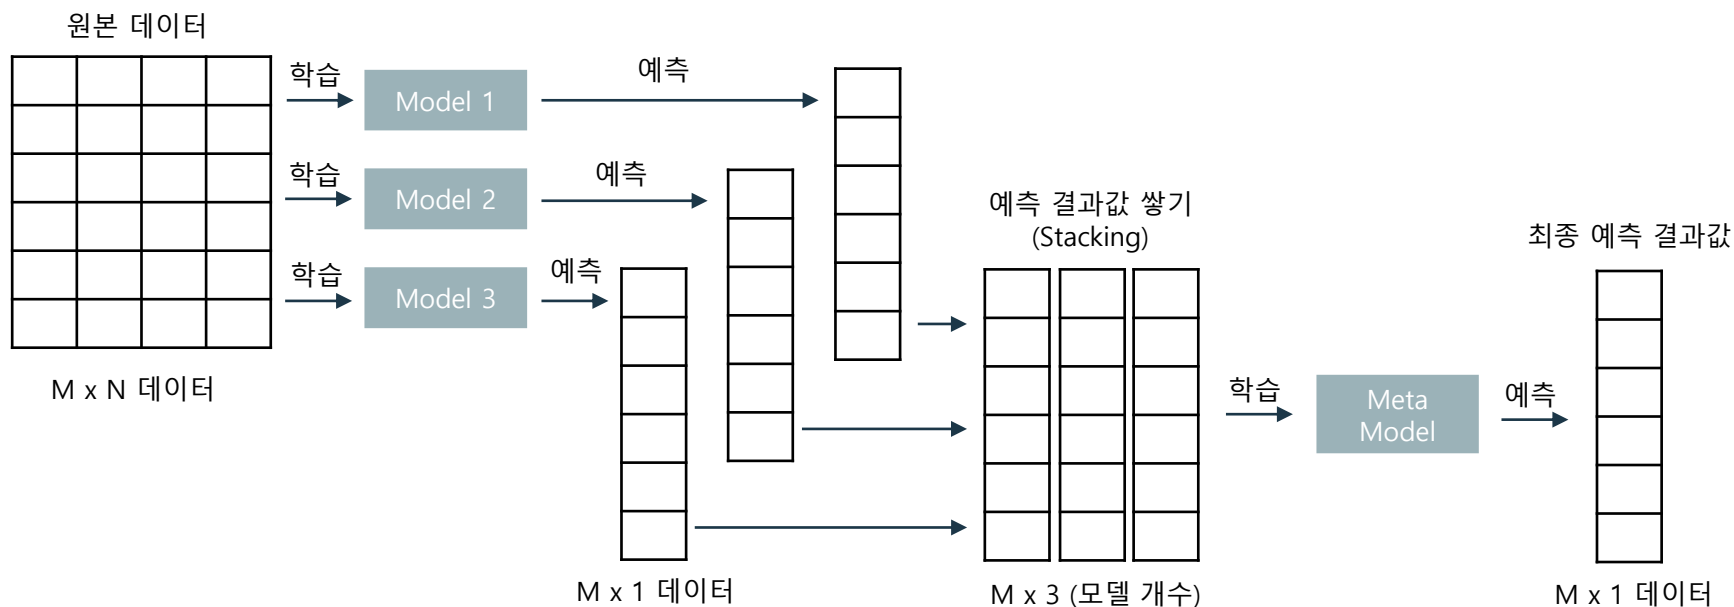 원본 데이터
학습
Model 1
예측
학습
Model 2
예측
학습
Model 3
예측
M x N 데이터
M x 1 데이터
예측 결과값 쌓기
(Stacking)
M x 3 (모델 개수)
학습
Meta
Model
예측
최종 예측 결과값
M x 1 데이터